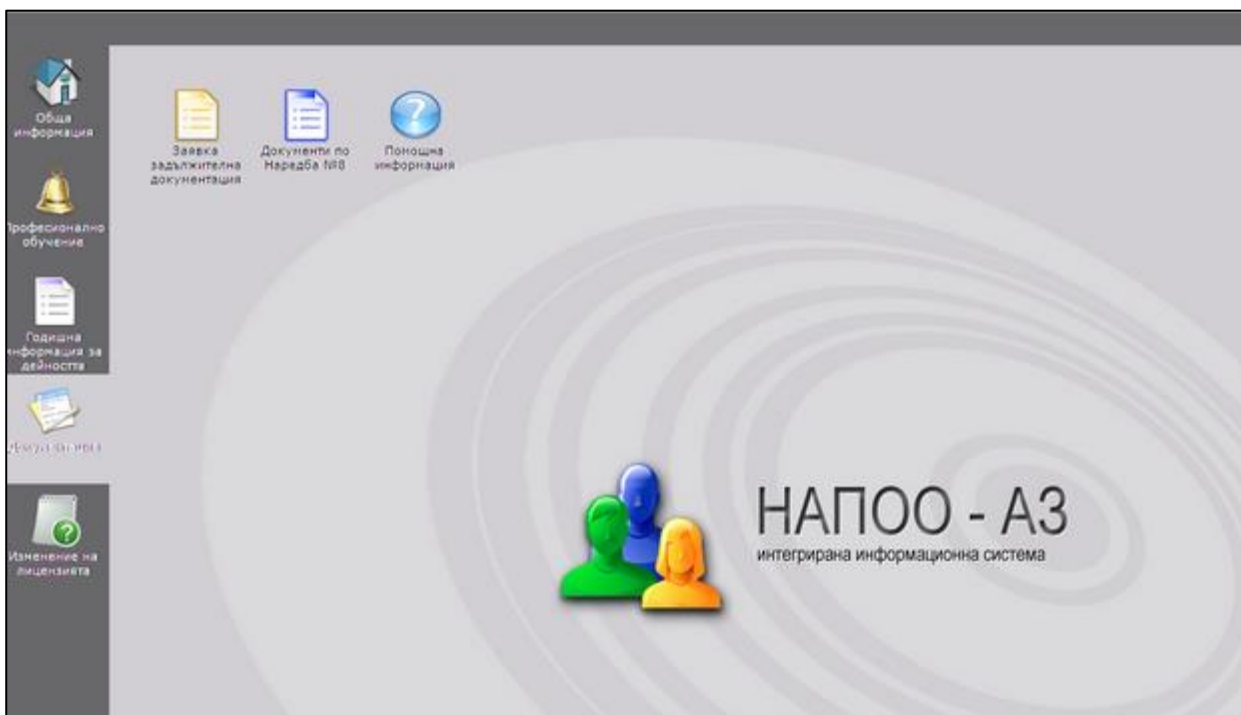 Обща
информация
Професионално
обучение
Годишна
информация за
дейността
Изменение на
лицензията
Заявка
задължителна
документация
Документи по
Наредба №8
Помощна
информация
НАПОО - АЗ
интегрирана информационна система